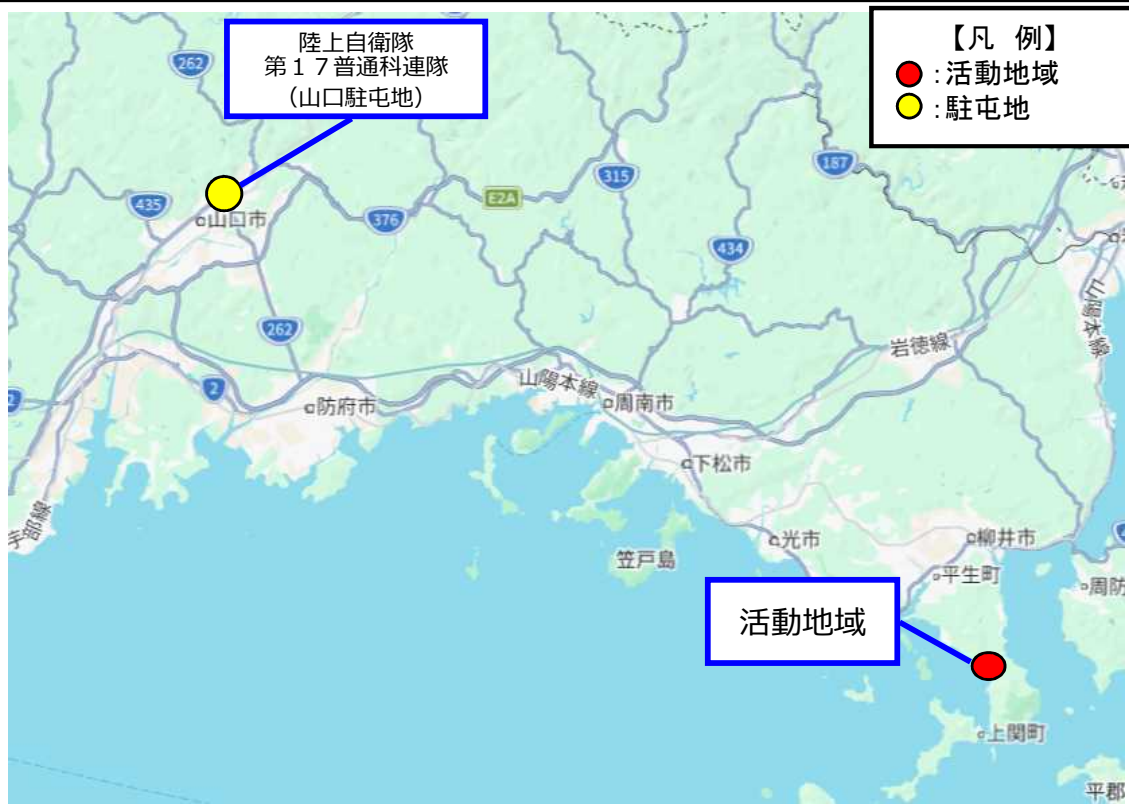 陸上自衛隊
第１７普通科連隊
（山口駐屯地）
【凡 例】
：活動地域
：駐屯地
262
187
315
E2A
435
376
山口市
434
262
山陽本線
岩徳線
2
2
防府市
山陽本線
周南市
下松市
宇部線
光市
柳井市
笠戸島
平生町
周防
活動地域
上関町
平郡